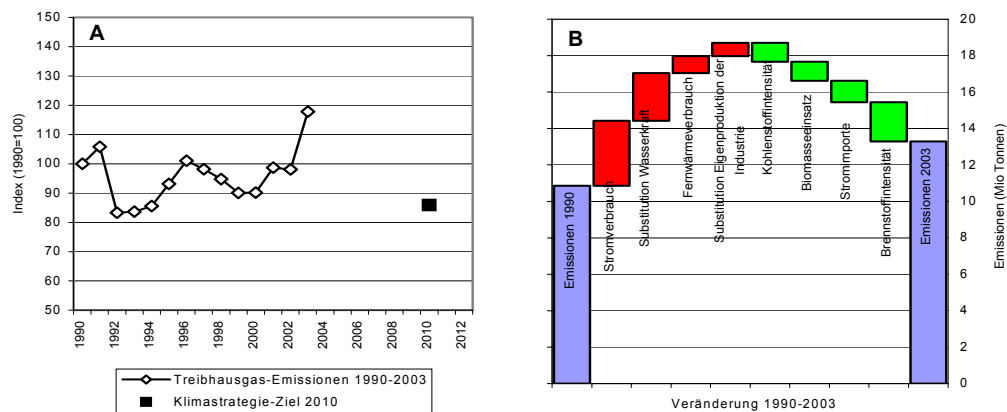 A
Index (1990=100)
150
140
130
120
110
100
90
80
70
60
50
1990
1992
1994
1996
1998
2000
2002
2004
2006
2008
2010
2012
Treibhausgas-Emissionen 1990-2003
Klimastrategie-Ziel 2010
B
Emissionen 1990
Stromverbrauch
Substitution Wasserkraft
Fernwärmeverbrauch
Substitution Eigenproduktion der
Industrie
Kohlenstoffintensität
Biomasseeinsatz
Stromimporte
Brennstoffintensität
Emissionen 2003
20
18
16
14
12
10
8
6
4
2
0
Emissionen (Mio Tonnen)
Veränderung 1990-2003